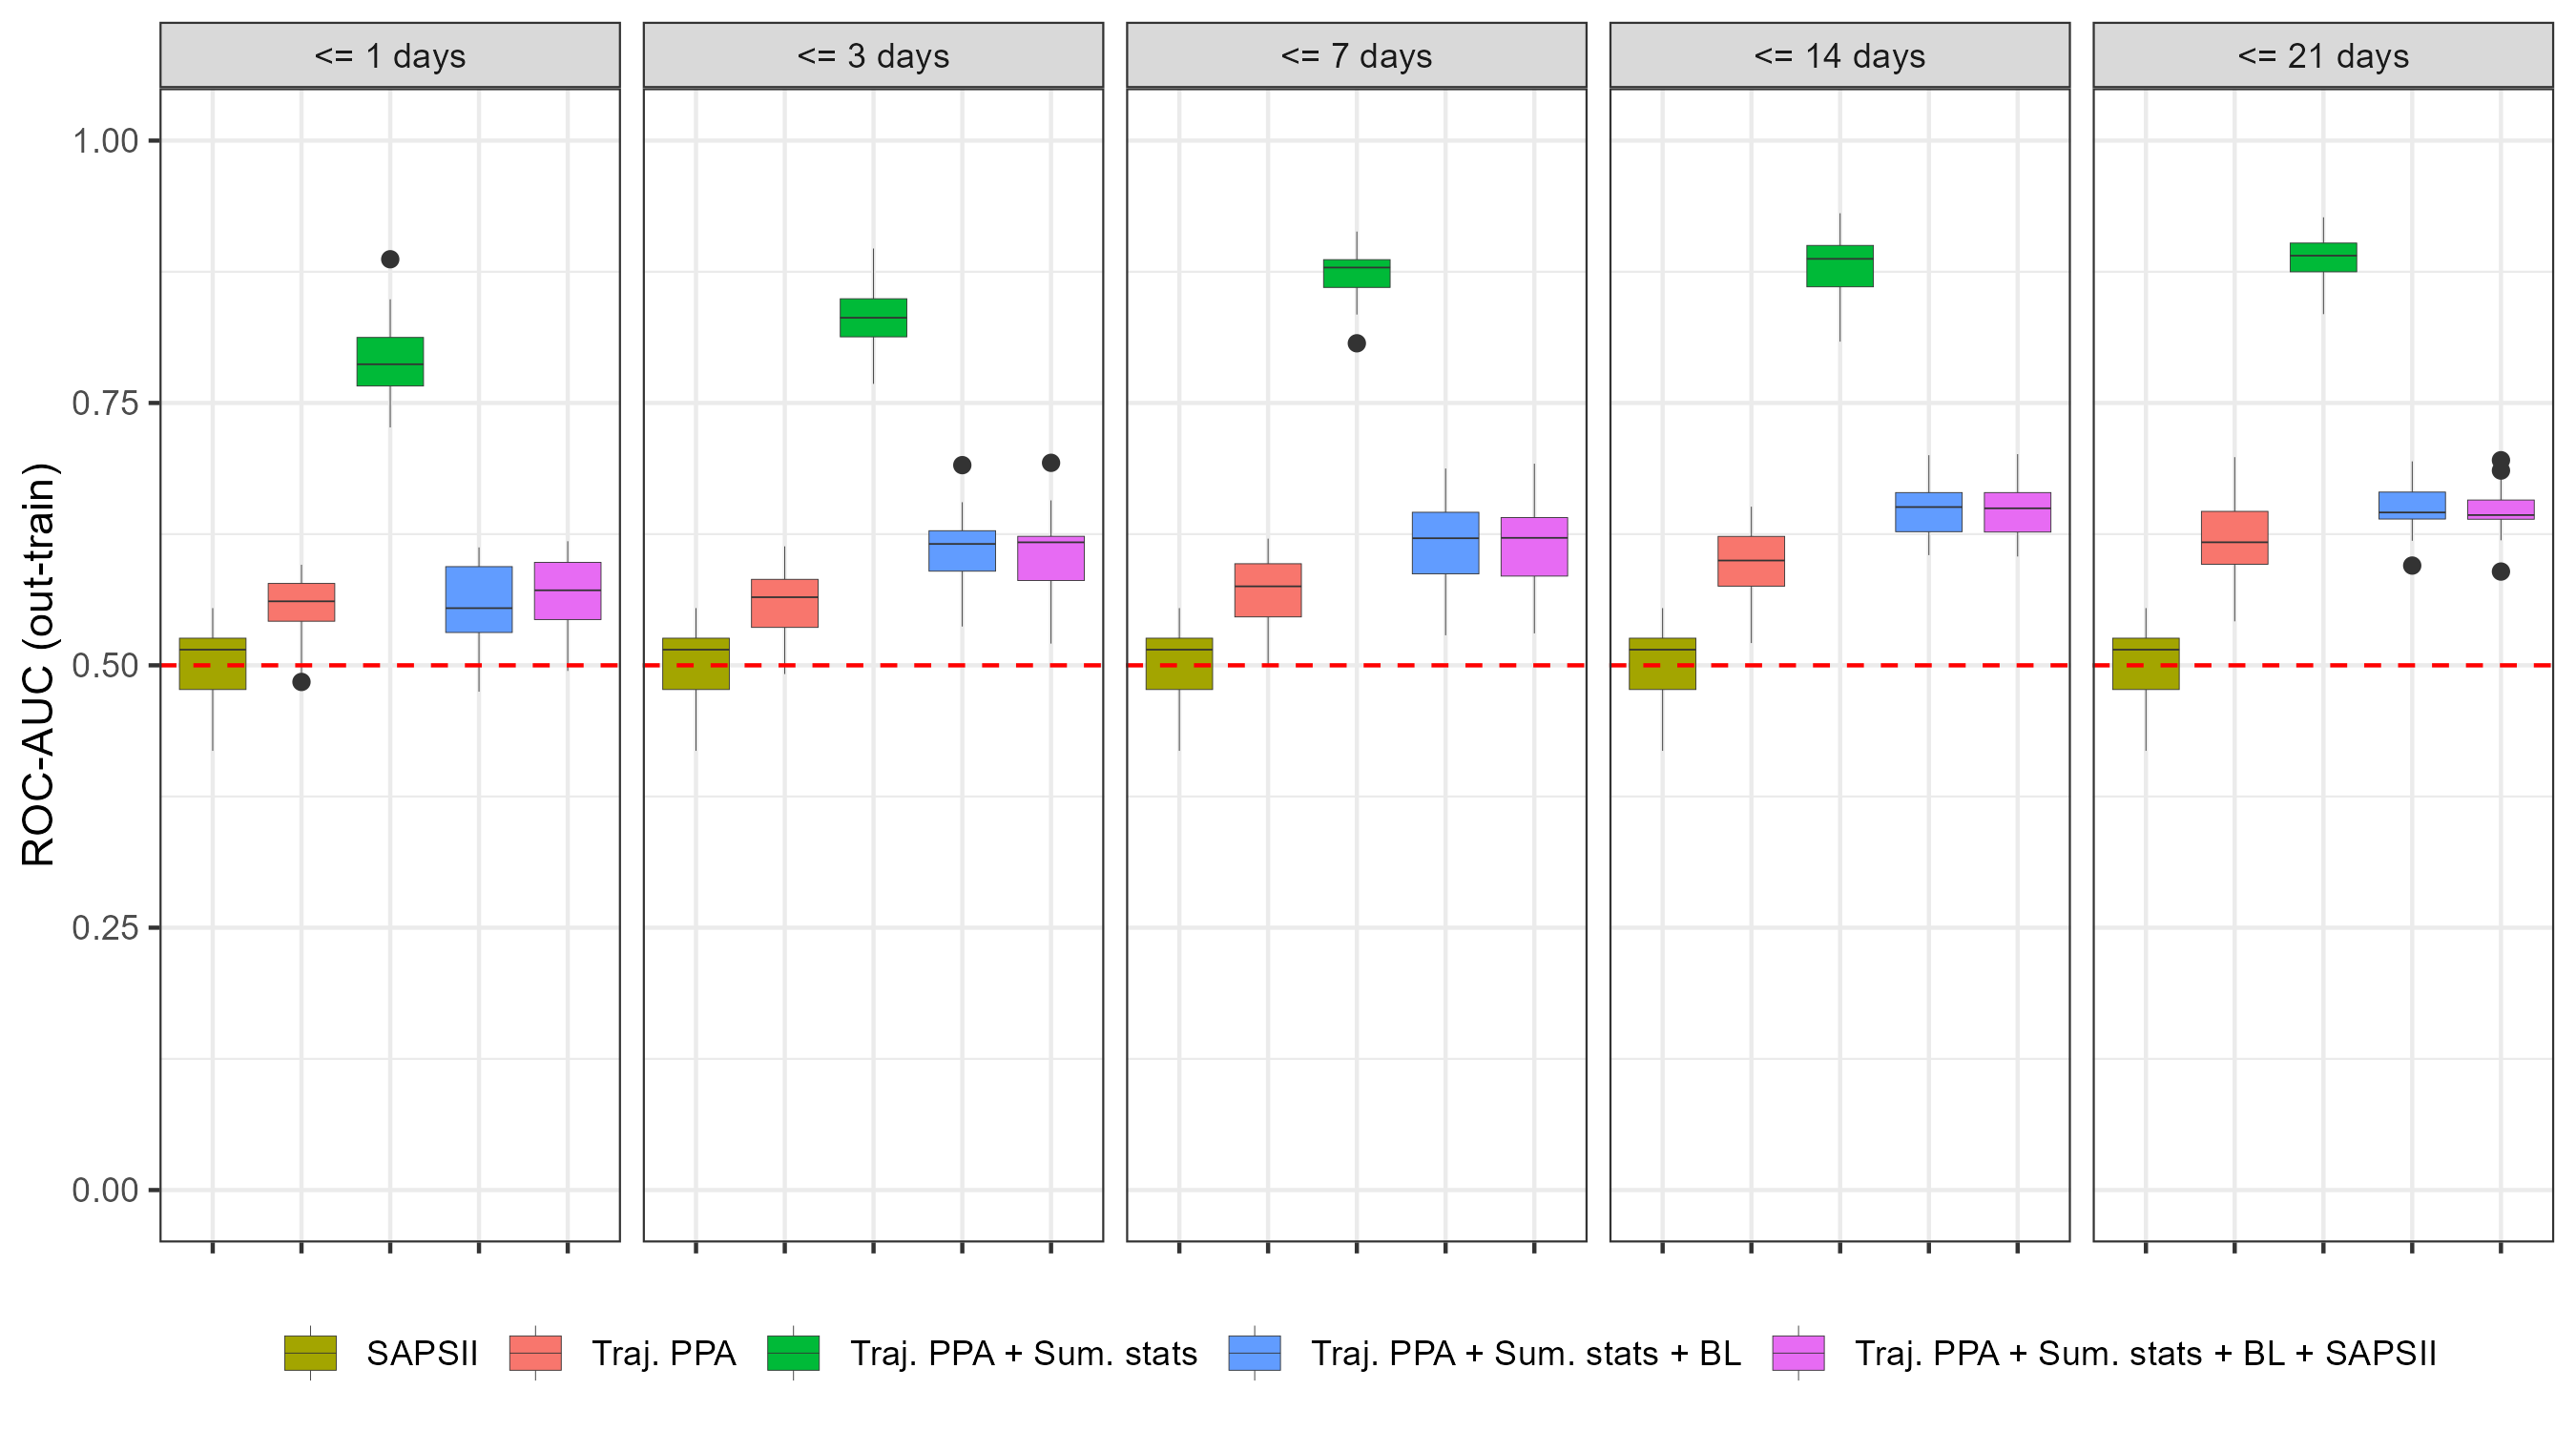 <= 1 days
<= 3 days
<= 7 days
<= 14 days
<= 21 days
ROC-AUC (out-train)
1.00
0.75
0.50
0.25
0.00
SAPSII
Traj. PPA
Traj. PPA + Sum. stats
Traj. PPA + Sum. stats + BL
Traj. PPA + Sum. stats + BL + SAPSII